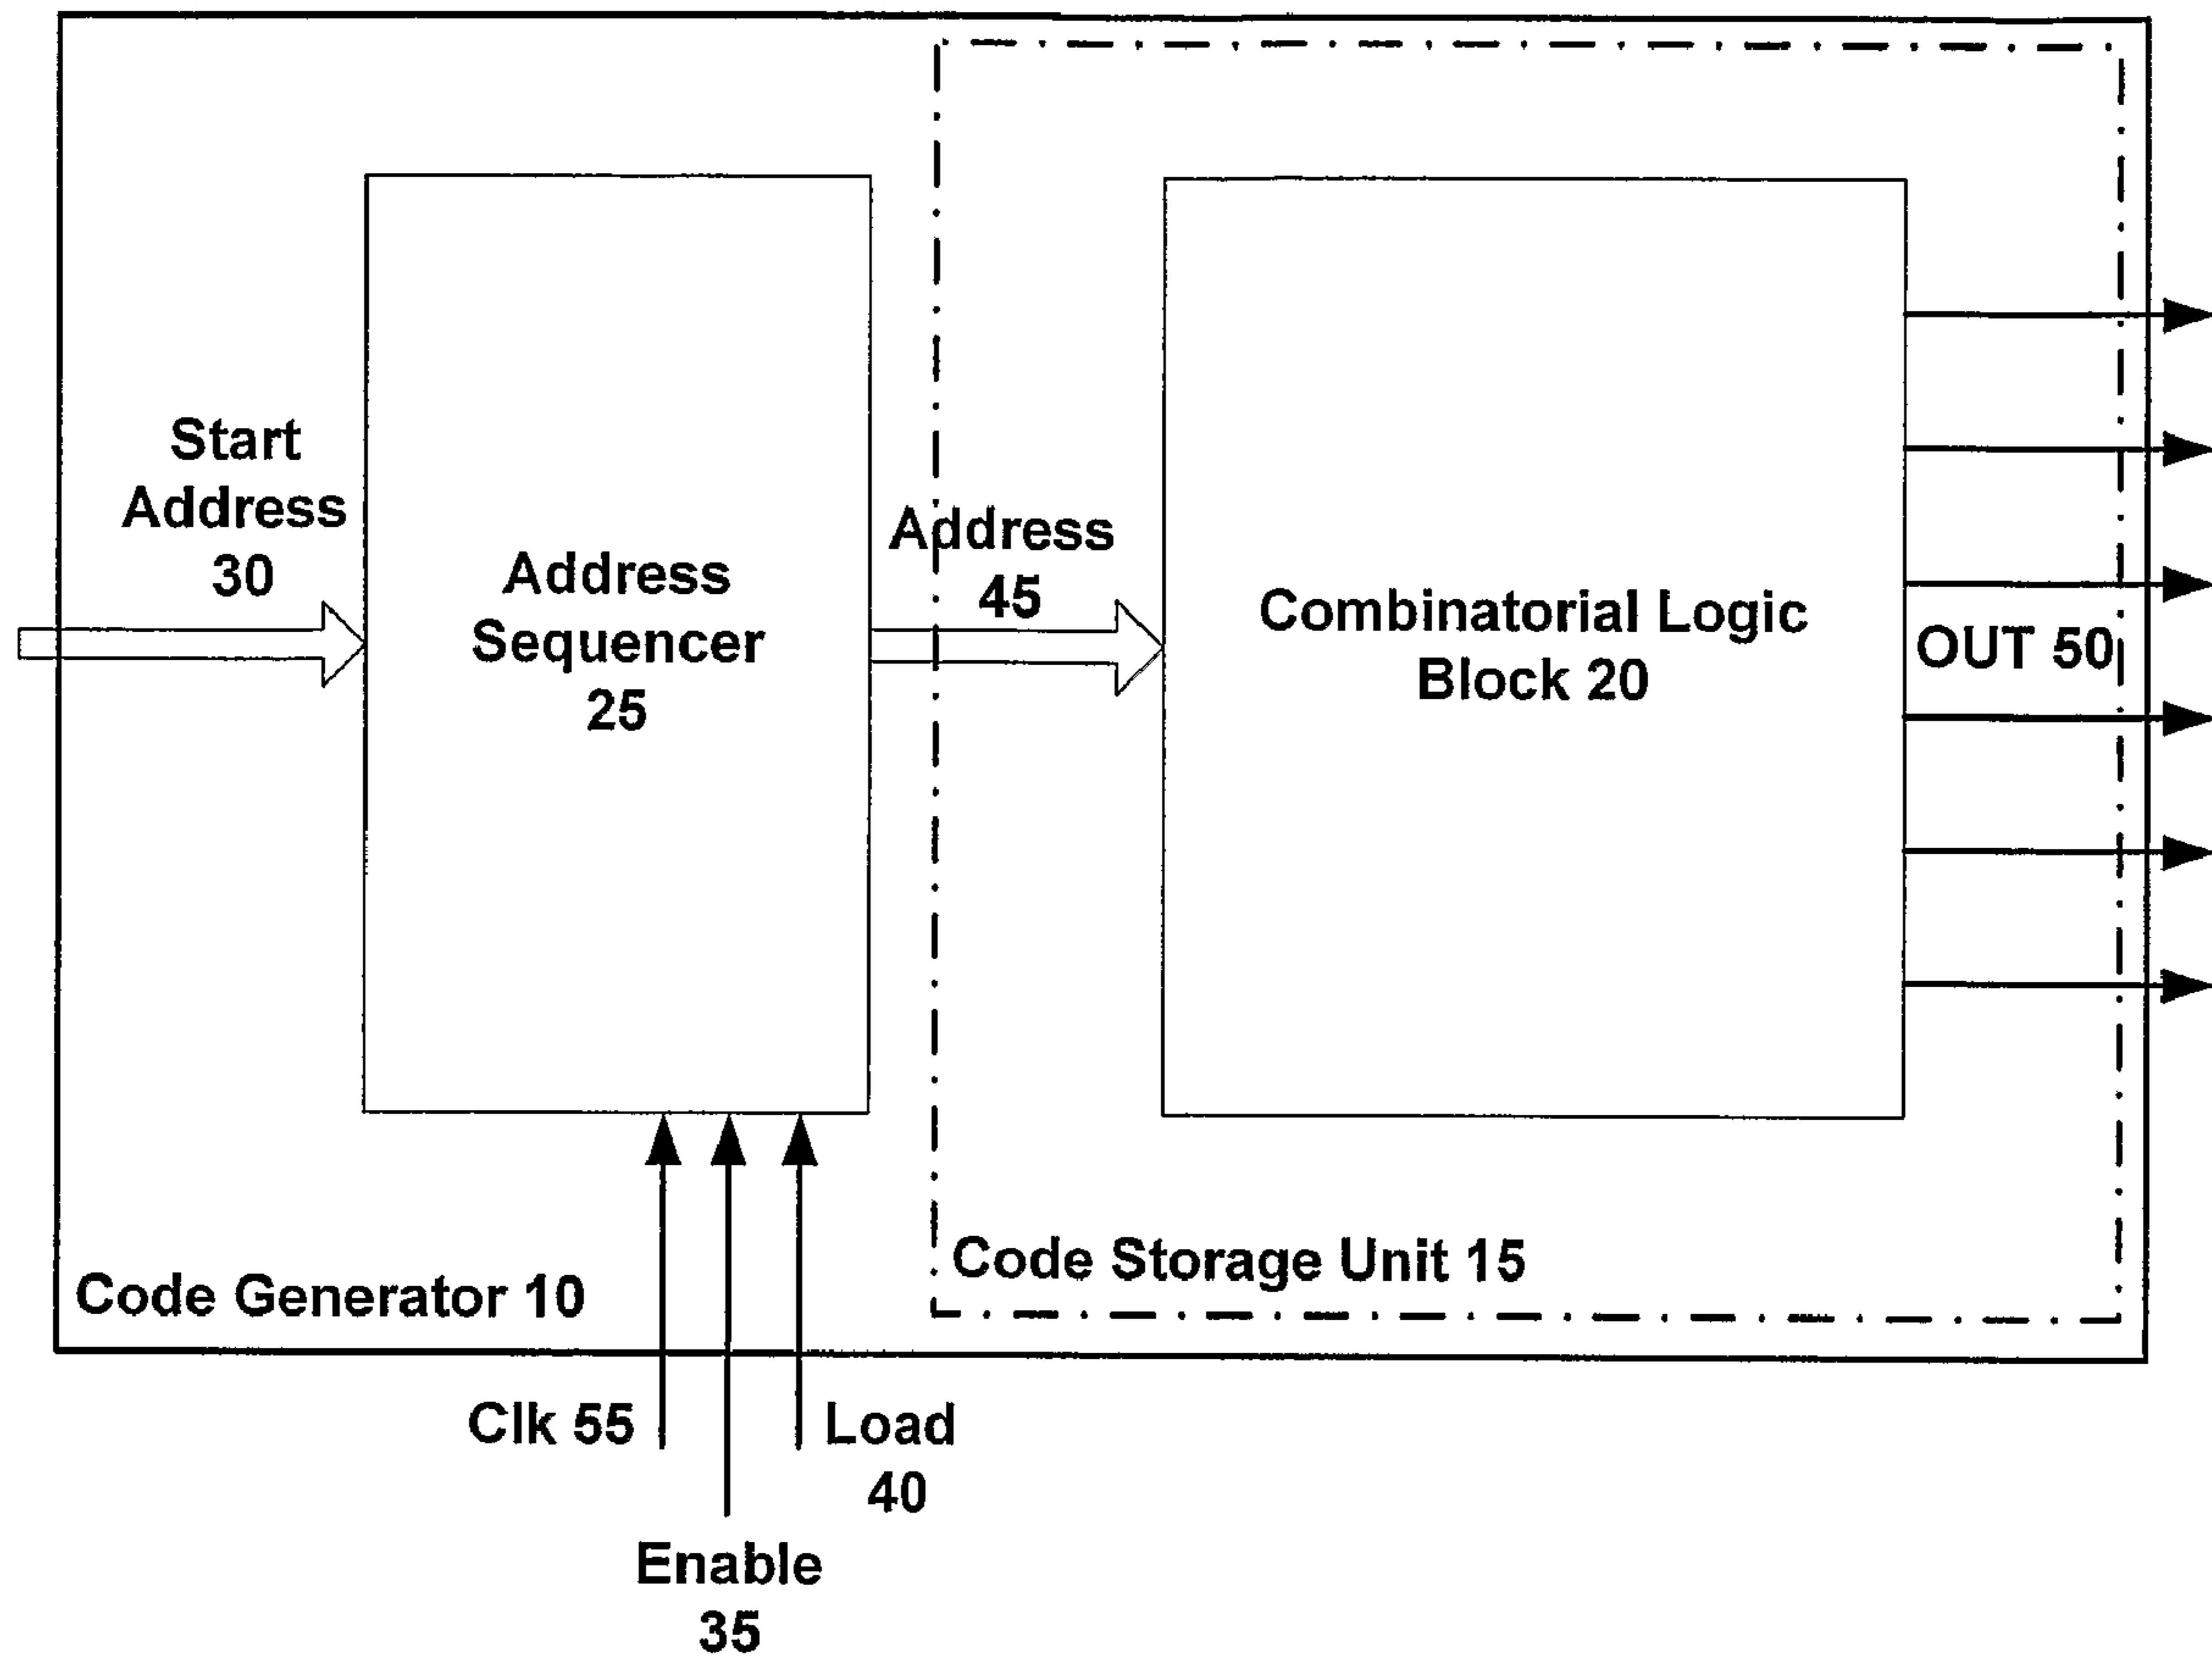 Start
Address
30
Address
Sequencer
25
Address
45
Combinatorial Logic
Block 20
OUT 50
Code Generator 10
Code Storage Unit 15
Clk 55
Load
40
Enable
35